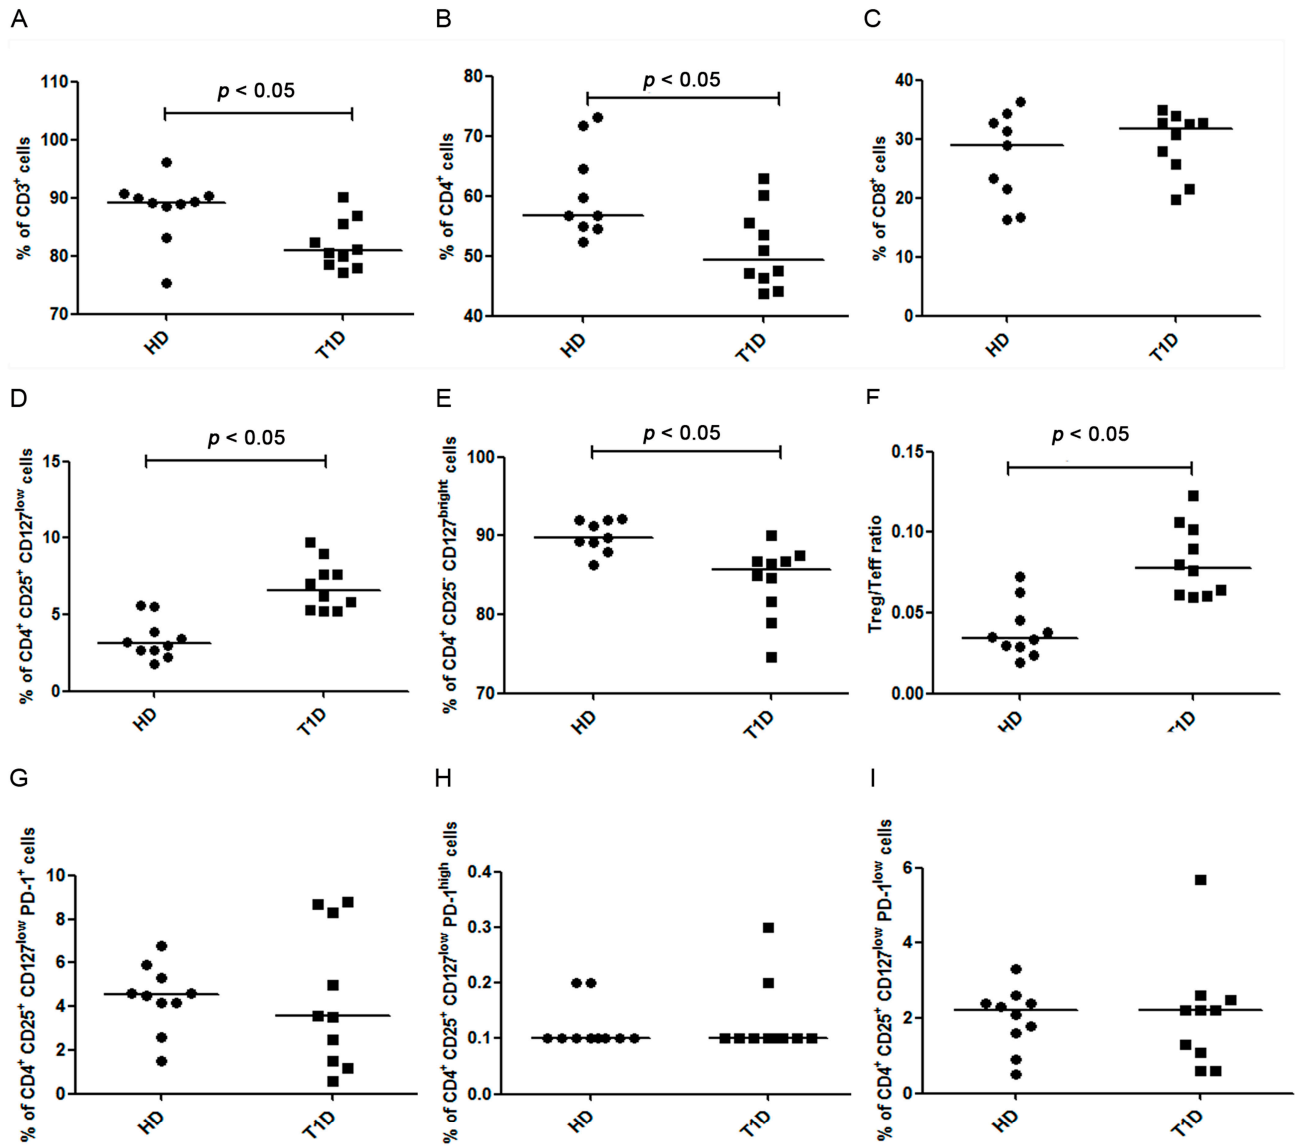 A
% of CD3+ cells
110
100
90
80
70
p < 0.05
HD
T1D
B
% of CD4+ cells
80
70
60
50
40
p < 0.05
HD
T1D
C
% of CD8+ cells
40
30
20
10
0
HD
T1D
D
% of CD4+ CD25+ CD127low cells
15
10
5
0
p < 0.05
HD
T1D
E
% of CD4+ CD25- CD127bright cells
100
90
80
70
p < 0.05
HD
T1D
F
Treg/Teff ratio
0.15
0.10
0.05
0.00
p < 0.05
HD
T1D
G
% of CD4+ CD25+ CD127low PD-1+ cells
10
8
6
4
2
0
HD
T1D
H
% of CD4+ CD25+ CD127low PD-1high cells
0.4
0.3
0.2
0.1
0.0
HD
T1D
I
% of CD4+ CD25+ CD127low PD-1low cells
6
4
2
0
HD
T1D